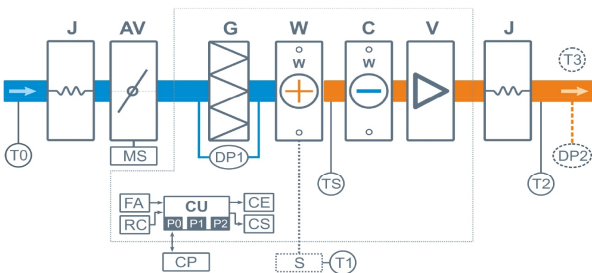 J AV G W C V J
W W
T3
T0 MS DP1 TS T2 DP2
FA CU CE
RC P0 P1 P2 CS
CP S T1